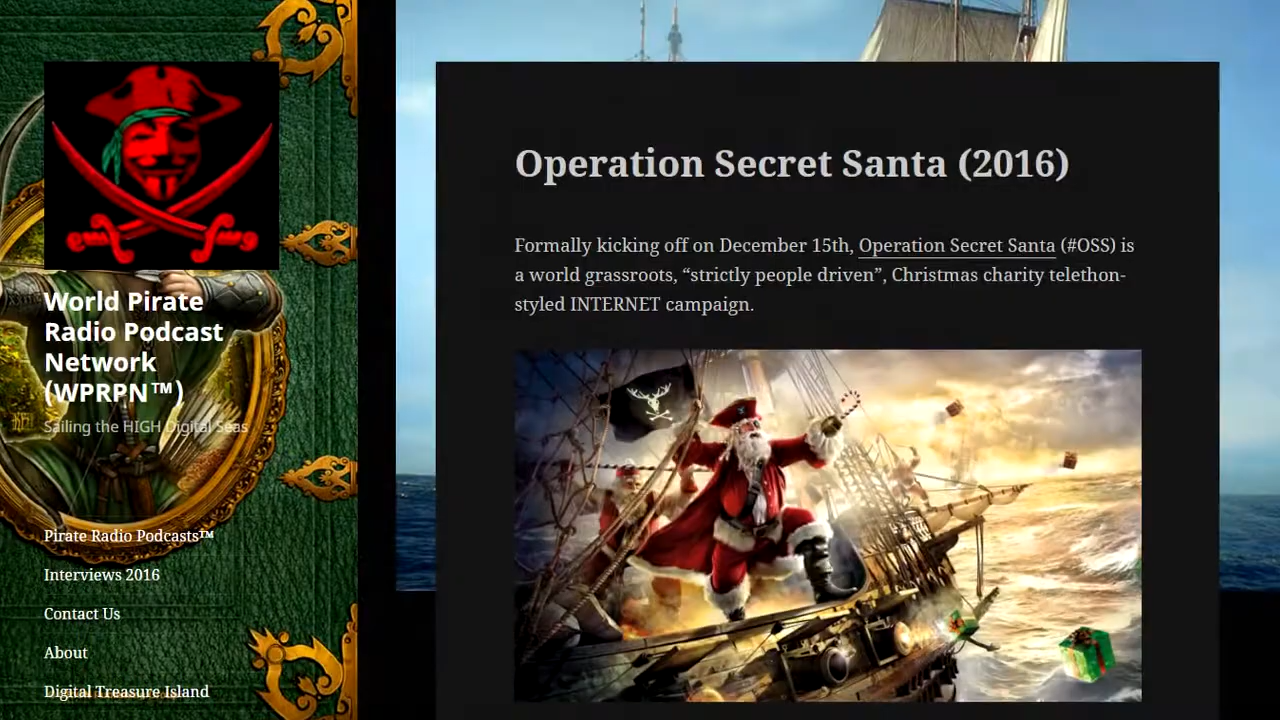 World Pirate
Radio Podcast
Network
(WPRPN™)
Sailing the HIGH Digital Seas
Pirate Radio Podcasts™
Interviews 2016
Contact Us
About
Digital Treasure Island
Operation Secret Santa (2016)
Formally kicking off on December 15th, Operation Secret Santa (#OSS) is
a world grassroots, “strictly people driven”, Christmas charity telethon-
styled INTERNET campaign.